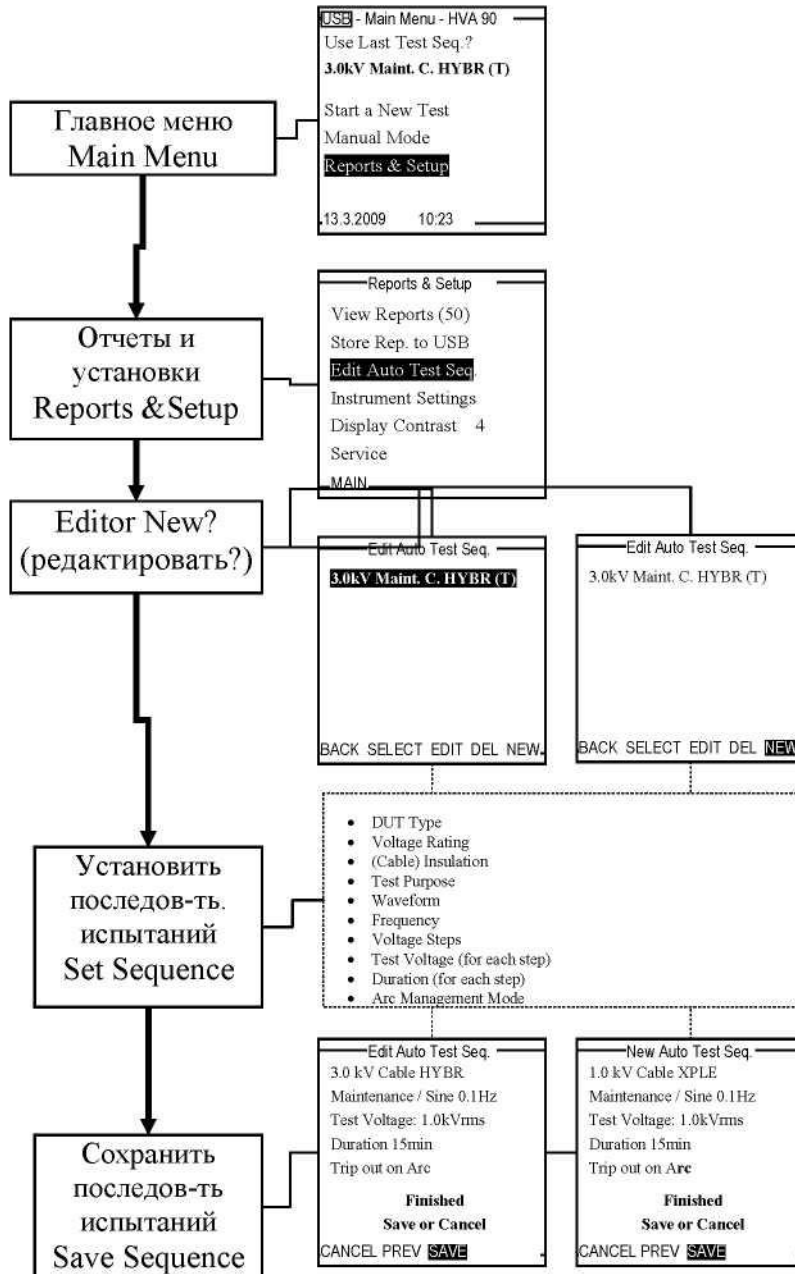 USB - Main Menu - HVA 90
Use Last Test Seq.?
3.0kV Maint. C. HYBR (T)
Start a New Test
Manual Mode
Reports & Setup
13.3.2009 10:23
Главное меню
Main Menu
Reports & Setup
View Reports (50)
Store Rep. to USB
Edit Auto Test Seq.
Instrument Settings
Display Contrast 4
Service
MAIN
Отчеты и
установки
Reports &Setup
Editor New?
(редактировать?)
Edit Auto Test Seq.
3.0kV Maint. C. HYBR (T)
BACK SELECT EDIT DEL NEW
Edit Auto Test Seq.
3.0kV Maint. C. HYBR (T)
BACK SELECT EDIT DEL NEW
Установить
последов-ть.
испытаний
Set Sequence
• DUT Type
• Voltage Rating
• (Cable) Insulation
• Test Purpose
• Waveform
• Frequency
• Voltage Steps
• Test Voltage (for each step)
• Duration (for each step)
• Arc Management Mode
Сохранить
последов-ть
испытаний
Save Sequence
Edit Auto Test Seq.
3.0 kV Cable HYBR
Maintenance / Sine 0.1Hz
Test Voltage: 1.0kVrms
Duration 15min
Trip out on Arc
Finished
Save or Cancel
CANCEL PREV SAVE
New Auto Test Seq.
1.0 kV Cable XPLE
Maintenance / Sine 0.1Hz
Test Voltage: 1.0kVrms
Duration 15min
Trip out on Arc
Finished
Save or Cancel
CANCEL PREV SAVE